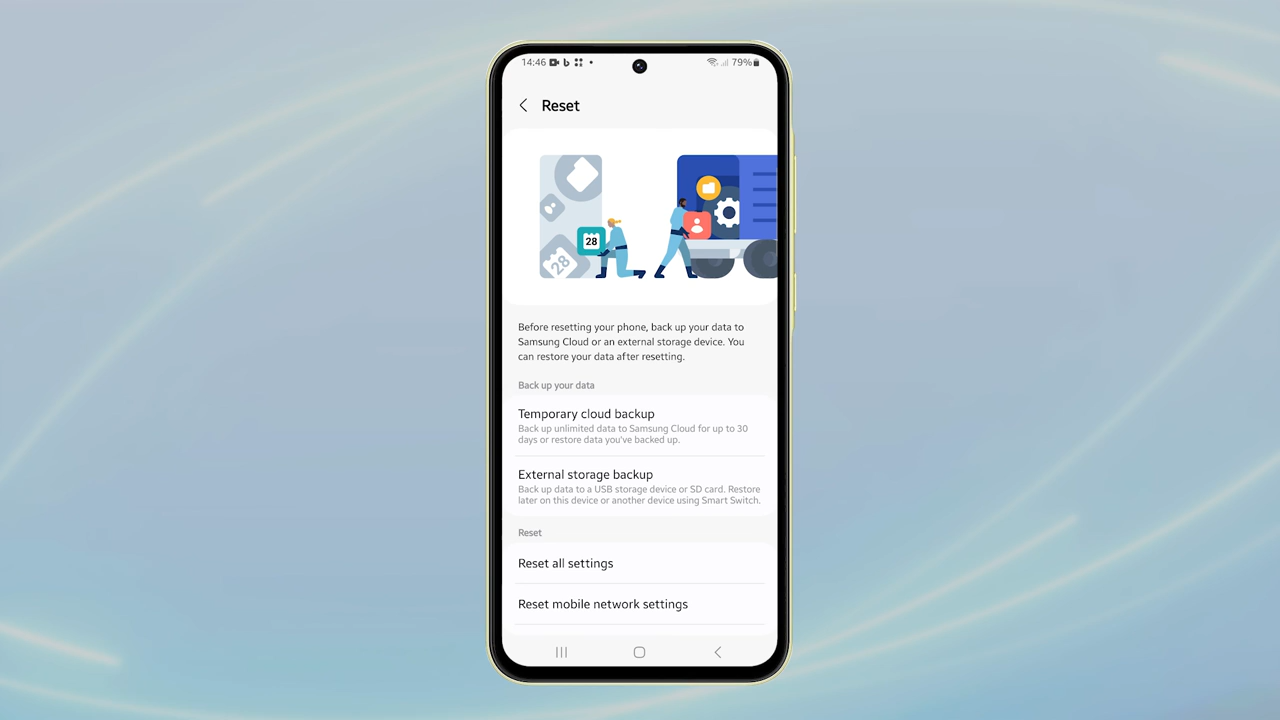 14:46
79%
Reset
28
28
Before resetting your phone, back up your data to
Samsung Cloud or an external storage device. You
can restore your data after resetting.
Back up your data
Temporary cloud backup
Back up unlimited data to Samsung Cloud for up to 30
days or restore data you've backed up.
External storage backup
Back up data to a USB storage device or SD card. Restore
later on this device or another device using Smart Switch.
Reset
Reset all settings
Reset mobile network settings